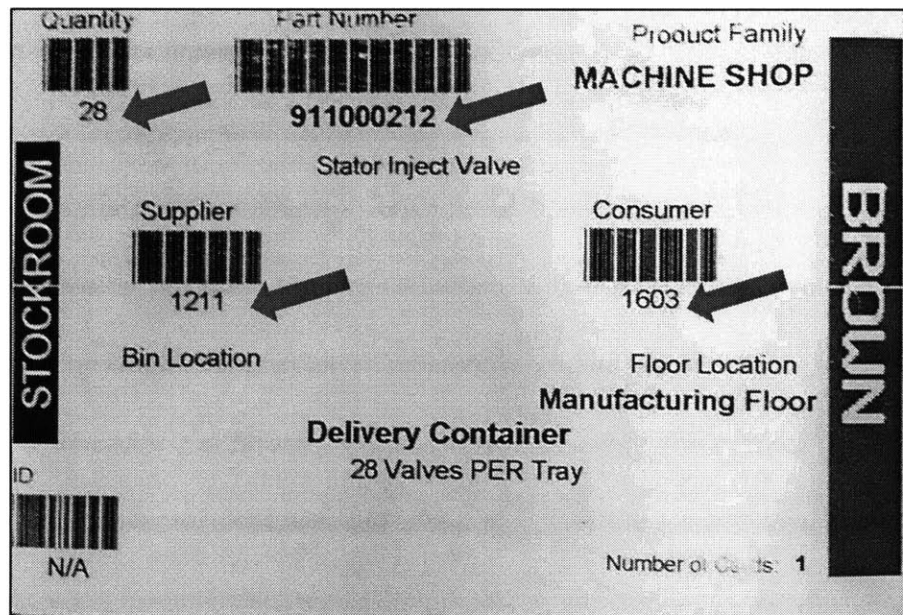 Quantity
Part Number
Product Family
MACHINE SHOP
28
911000212
Stator Inject Valve
STOCKROOM
Supplier
Consumer
BROWN
1211
1603
Bin Location
Floor Location
Manufacturing Floor
Delivery Container
28 Valves PER Tray
ID
N/A
Number of Cards: 1